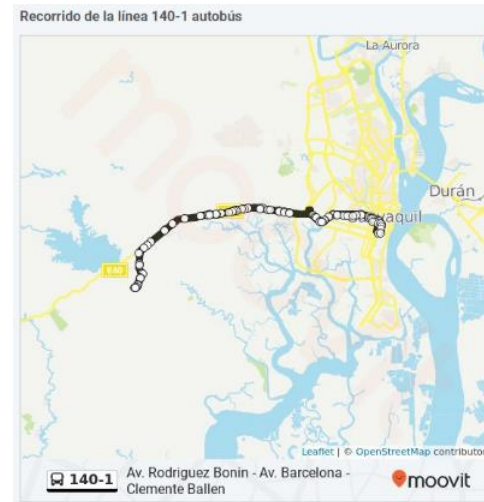 Recorrido de la línea 140-1 autobús
La Aurora
Durán
Guayaquil
E40
Leaflet | © OpenStreetMap contributo
140-1
Av. Rodriguez Bonin - Av. Barcelona -
Clemente Ballen
moovit